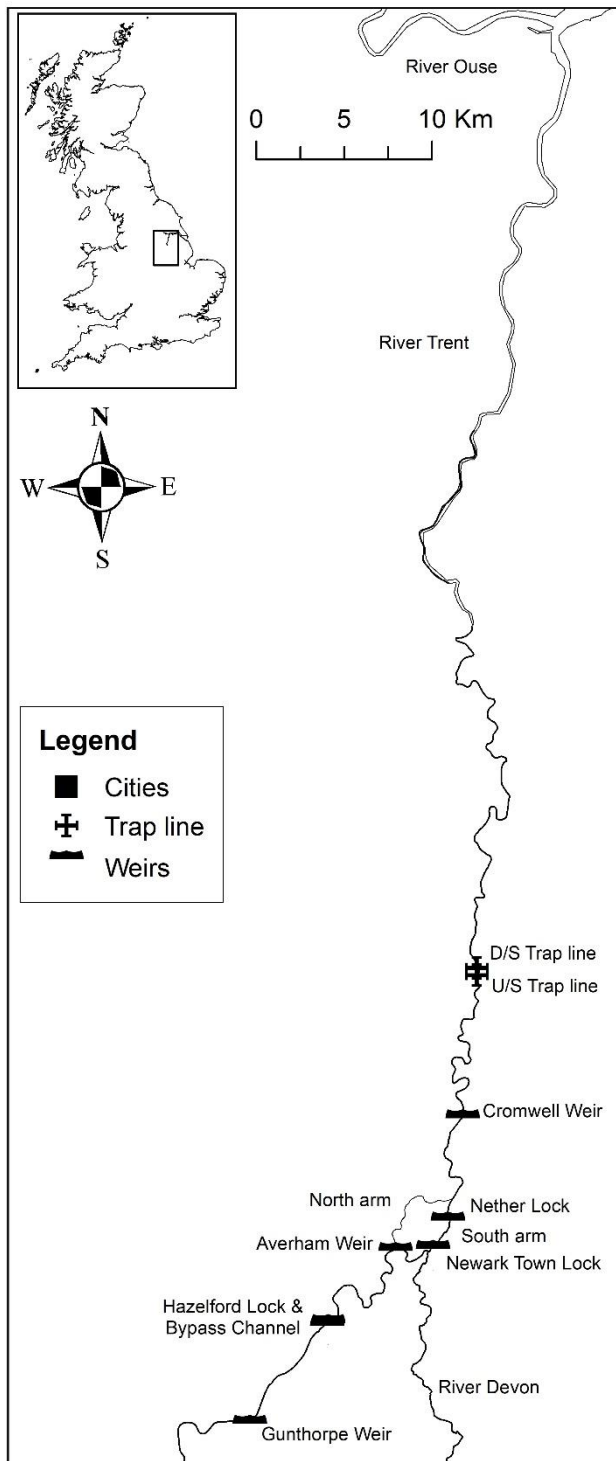 River Ouse
0 5 10 Km
River Trent
N
W E
S
Legend
Cities
Trap line
Weirs
D/S Trap line
U/S Trap line
Cromwell Weir
North arm
Nether Lock
South arm
Averham Weir
Newark Town Lock
Hazelford Lock &
Bypass Channel
River Devon
Gunthorpe Weir